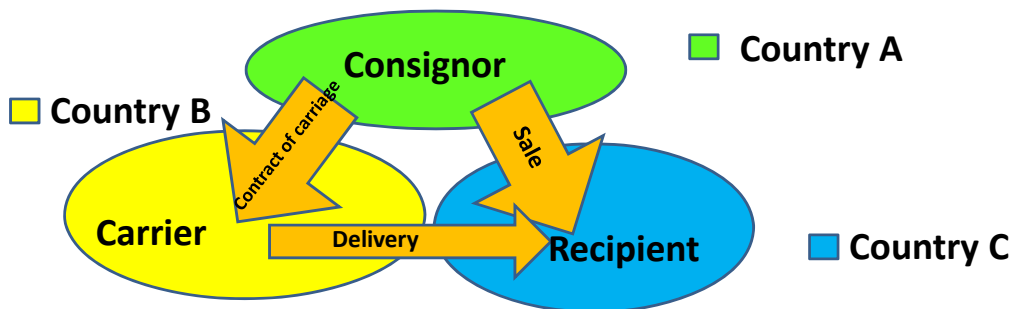 Consignor
Country A
Country B
Contract of carriage
Sale
Carrier
Delivery
Recipient
Country C